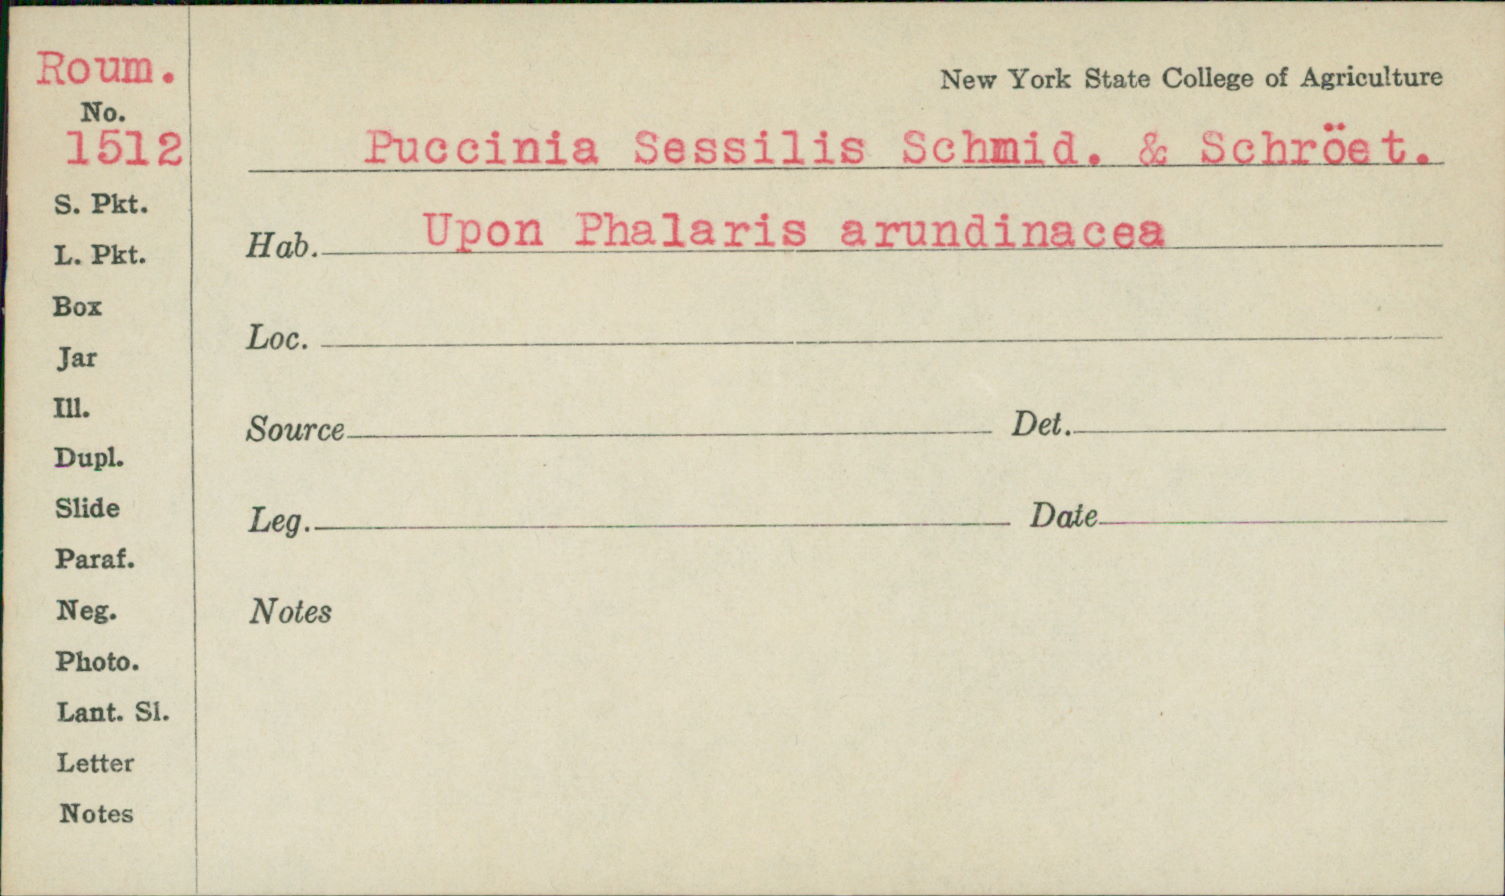 Roum.
No.
1512
S. Pkt.
L. Pkt.
Box
Jar
Ill.
Dupl.
Slide
Paraf.
Neg.
Photo.
Lant. Sl.
Letter
Notes
New York State College of Agriculture
Puccinia Sessilis Schmid. & Schröet.
Hab. Upon Phalaris arundinacea
Loc.
Source Det.
Leg. Date
Notes